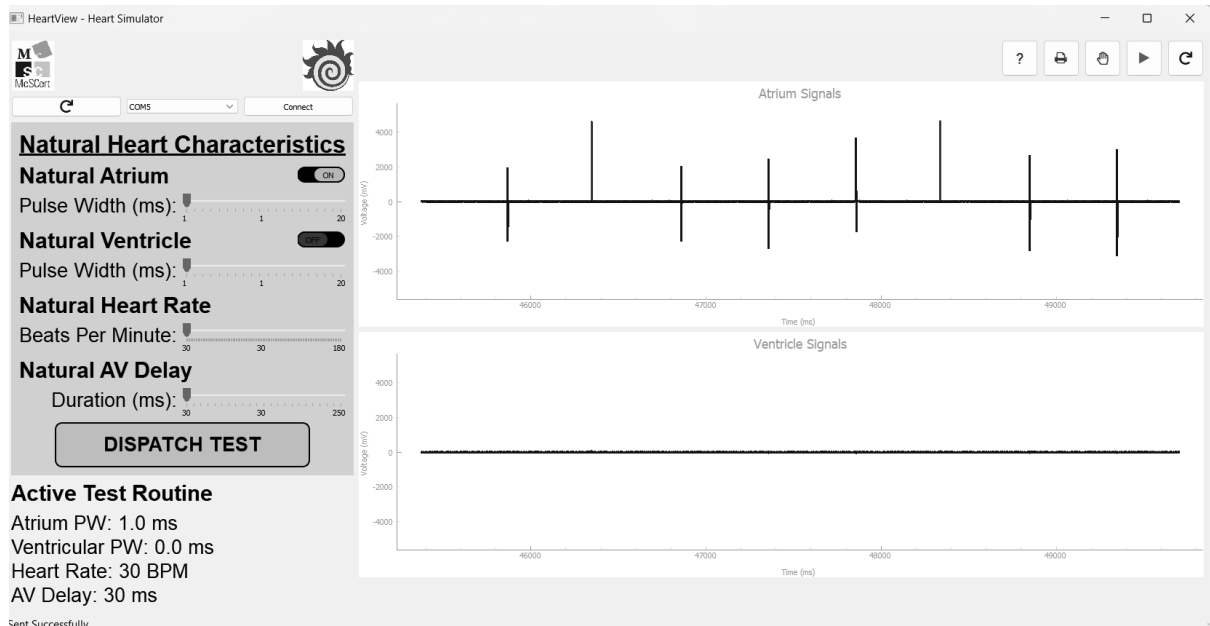 HeartView - Heart Simulator
M
SC
McSCert
COM5
Connect
Natural Heart Characteristics
Natural Atrium
ON
Pulse Width (ms):
1 1 20
Natural Ventricle
OFF
Pulse Width (ms):
1 1 20
Natural Heart Rate
Beats Per Minute:
30 30 180
Natural AV Delay
Duration (ms):
30 30 250
DISPATCH TEST
Active Test Routine
Atrium PW: 1.0 ms
Ventricular PW: 0.0 ms
Heart Rate: 30 BPM
AV Delay: 30 ms
Sent Successfully
?
Atrium Signals
Voltage (mV)
4000
2000
0
-2000
-4000
46000 47000 48000 49000
Time (ms)
Ventricle Signals
Voltage (mV)
4000
2000
0
-2000
-4000
46000 47000 48000 49000
Time (ms)